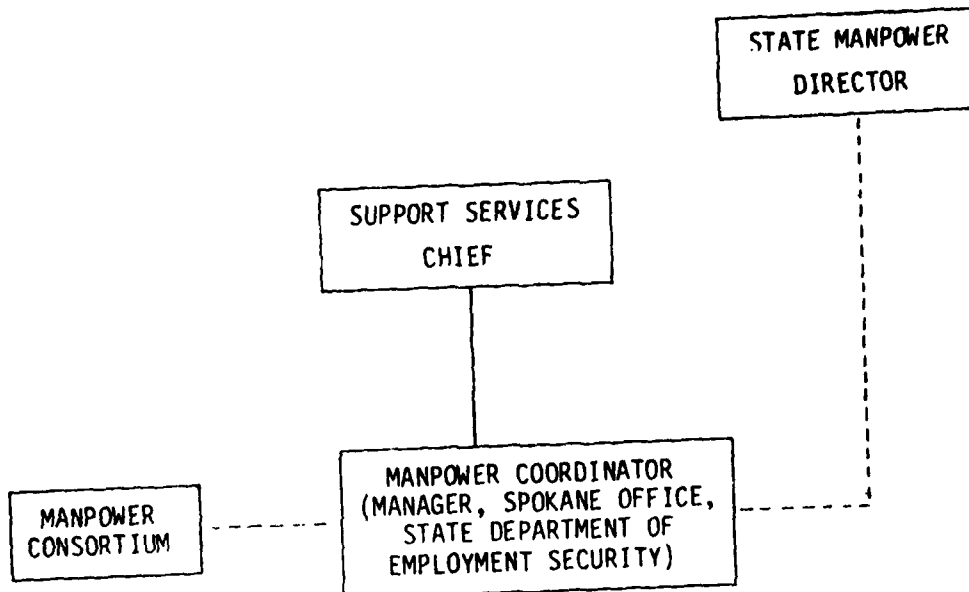 STATE MANPOWER
DIRECTOR
SUPPORT SERVICES
CHIEF
MANPOWER COORDINATOR
(MANAGER, SPOKANE OFFICE,
STATE DEPARTMENT OF
EMPLOYMENT SECURITY)
MANPOWER
CONSORTIUM